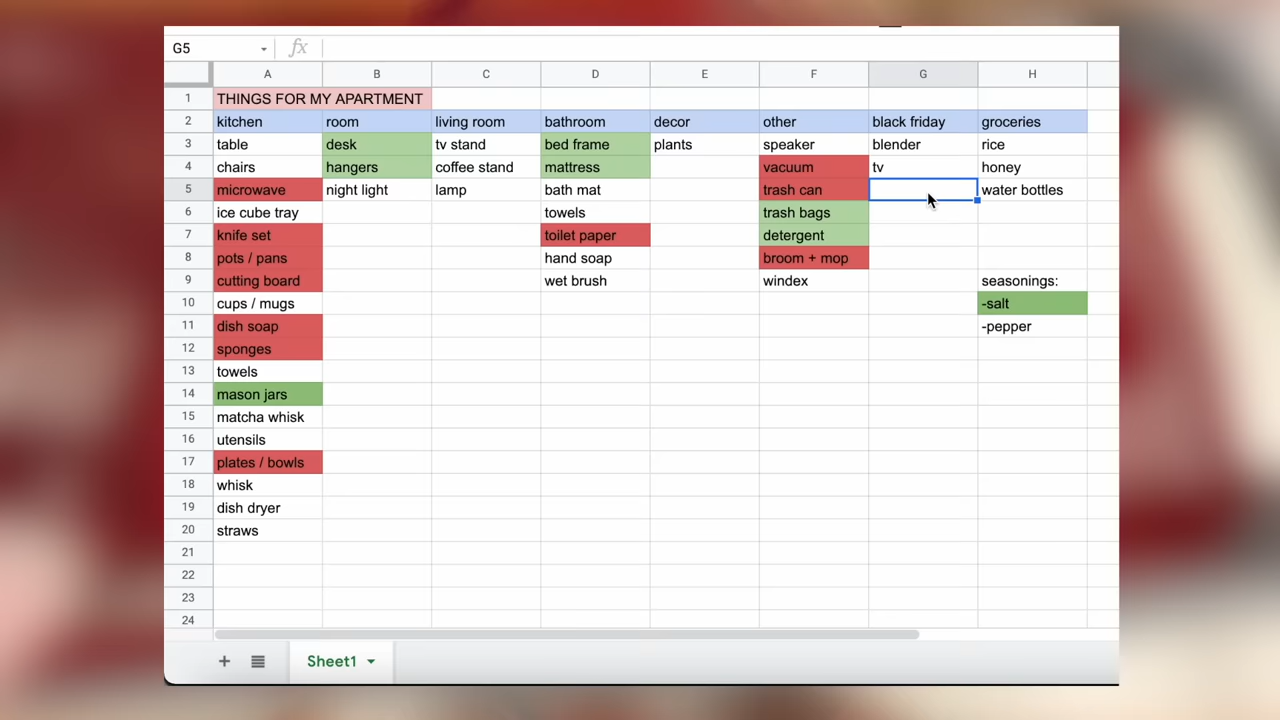 G5 fx
A B C D E F G H
1 THINGS FOR MY APARTMENT
2 kitchen room living room bathroom decor other black friday groceries
3 table desk tv stand bed frame plants speaker blender rice
4 chairs hangers coffee stand mattress vacuum tv honey
5 microwave night light lamp bath mat trash can water bottles
6 ice cube tray towels trash bags
7 knife set toilet paper detergent
8 pots / pans hand soap broom + mop
9 cutting board wet brush windex seasonings:
10 cups / mugs -salt
11 dish soap -pepper
12 sponges
13 towels
14 mason jars
15 matcha whisk
16 utensils
17 plates / bowls
18 whisk
19 dish dryer
20 straws
21
22
23
24
Sheet1